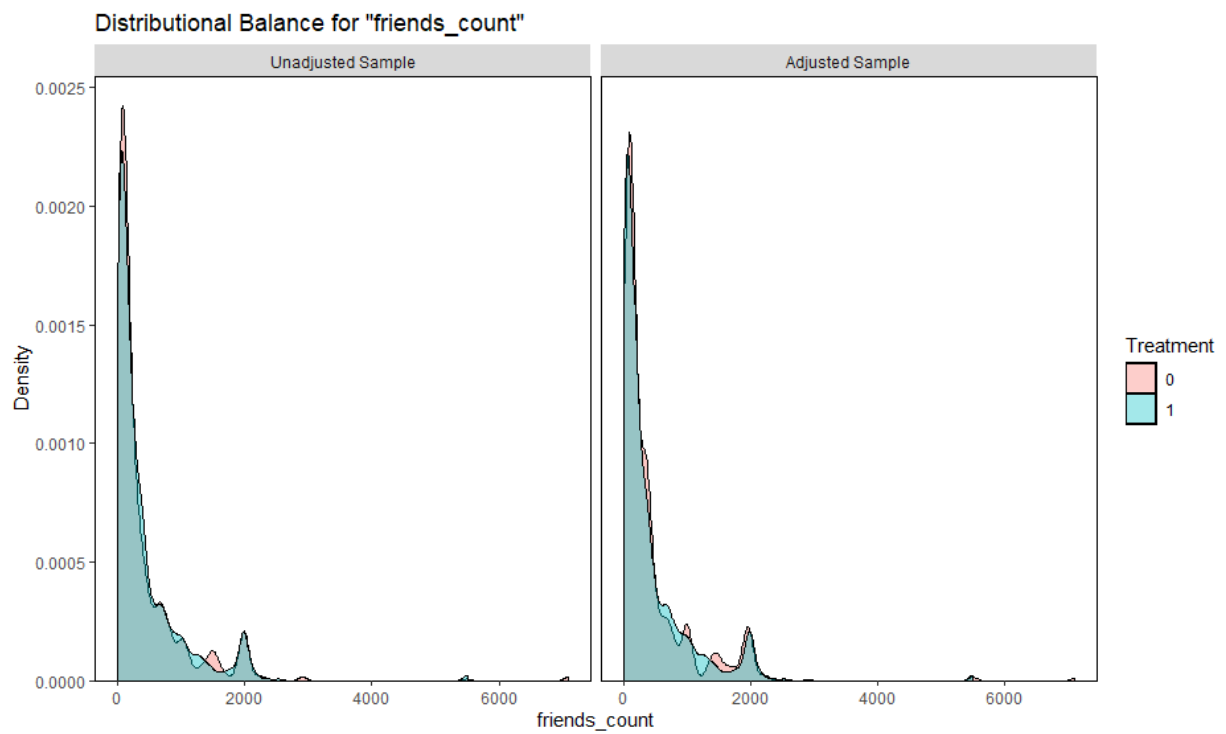 Distributional Balance for "friends_count"
Unadjusted Sample
Adjusted Sample
0.0025
0.0020
0.0015
0.0010
0.0005
0.0000
Density
0
2000
4000
6000
0
2000
4000
6000
friends_count
Treatment
0
1